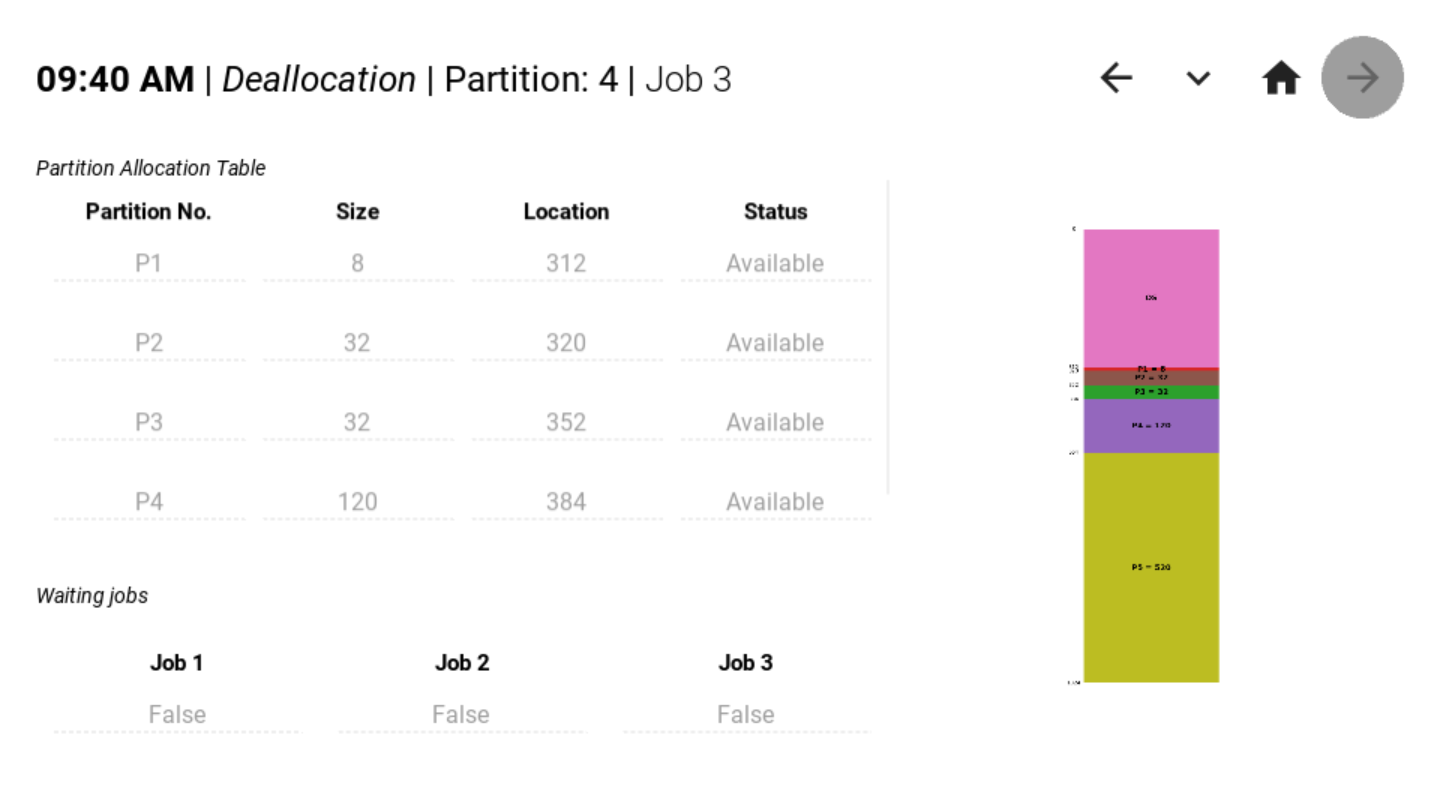 09:40 AM | Deallocation | Partition: 4 | Job 3
Partition Allocation Table
Partition No. Size Location Status
P1 8 312 Available
P2 32 320 Available
P3 32 352 Available
P4 120 384 Available
Waiting jobs
Job 1 Job 2 Job 3
False False False
P1 = 8
P2 = 32
P3 = 32
P4 = 120
P5 = 520